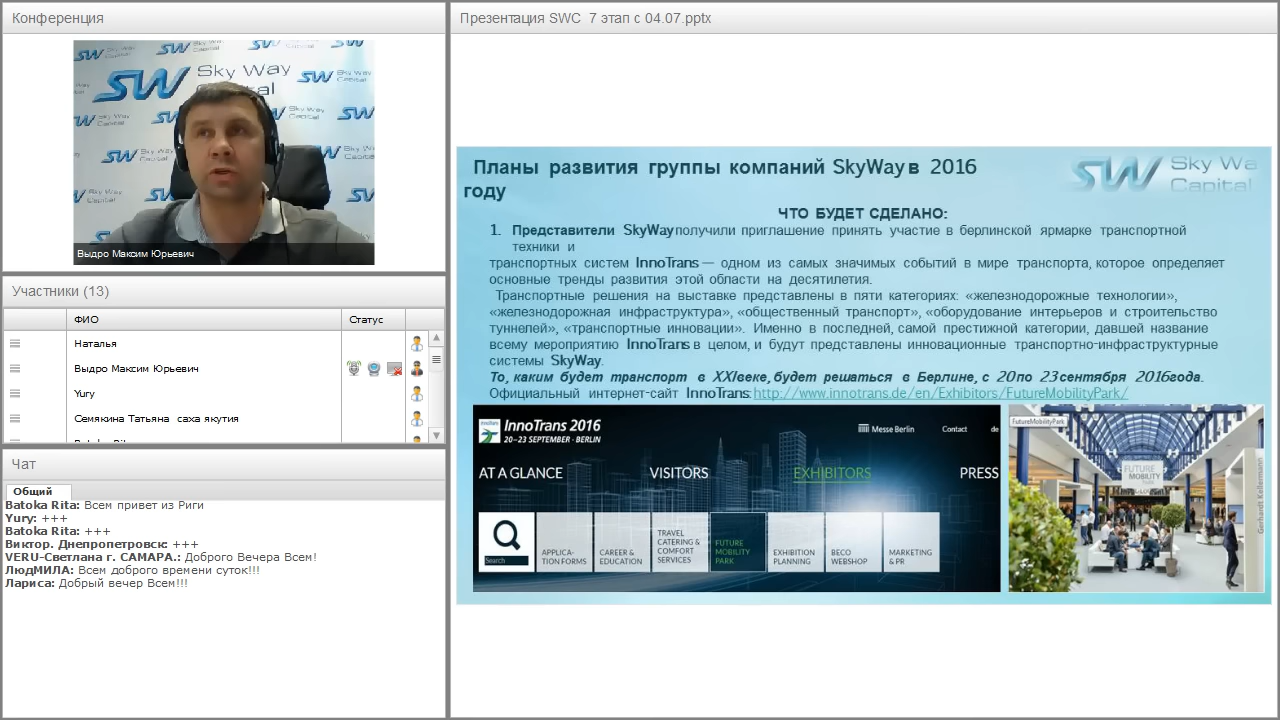 Конференция
SW Sky Way
Capital
Выдро Максим Юрьевич
Участники (13)
ФИО
Статус
Наталья
Выдро Максим Юрьевич
Yury
Семякина Татьяна саха якутия
Чат
Общий
Batoka Rita: Всем привет из Риги
Yury: +++
Batoka Rita: +++
Виктор. Днепропетровск: +++
VERU-Светлана г. САМАРА.: Доброго Вечера Всем!
ЛюдМИЛА: Всем доброго времени суток!!!
Лариса: Добрый вечер Всем!!!
Презентация SWC 7 этап с 04.07.pptx
Планы развития группы компаний SkyWay в 2016
году
SW Sky Wa
Capital
ЧТО БУДЕТ СДЕЛАНО:
1. Представители SkyWay получили приглашение принять участие в берлинской ярмарке транспортной
техники и
транспортных систем InnoTrans — одном из самых значимых событий в мире транспорта, которое определяет
основные тренды развития этой области на десятилетия.
Транспортные решения на выставке представлены в пяти категориях: «железнодорожные технологии»,
«железнодорожная инфраструктура», «общественный транспорт», «оборудование интерьеров и строительство
туннелей», «транспортные инновации». Именно в последней, самой престижной категории, давшей название
всему мероприятию InnoTrans в целом, и будут представлены инновационные транспортно-инфраструктурные
системы SkyWay.
То, каким будет транспорт в XXI веке, будет решаться в Берлине, с 20 по 23 сентября 2016 года.
Официальный интернет-сайт InnoTrans: http://www.innotrans.de/en/Exhibitors/FutureMobilityPark/
InnoTrans 2016
20–23 SEPTEMBER · BERLIN
Messe Berlin
Contact
de
AT A GLANCE
VISITORS
EXHIBITORS
PRESS
Search
APPLICA-
TION FORMS
CAREER &
EDUCATION
TRAVEL
CATERING &
COMFORT
SERVICES
FUTURE
MOBILITY
PARK
EXHIBITION
PLANNING
BECO
WEBSHOP
MARKETING
& PR
FutureMobilityPark
FUTURE
MOBILITY
Gerhardt Kellermann